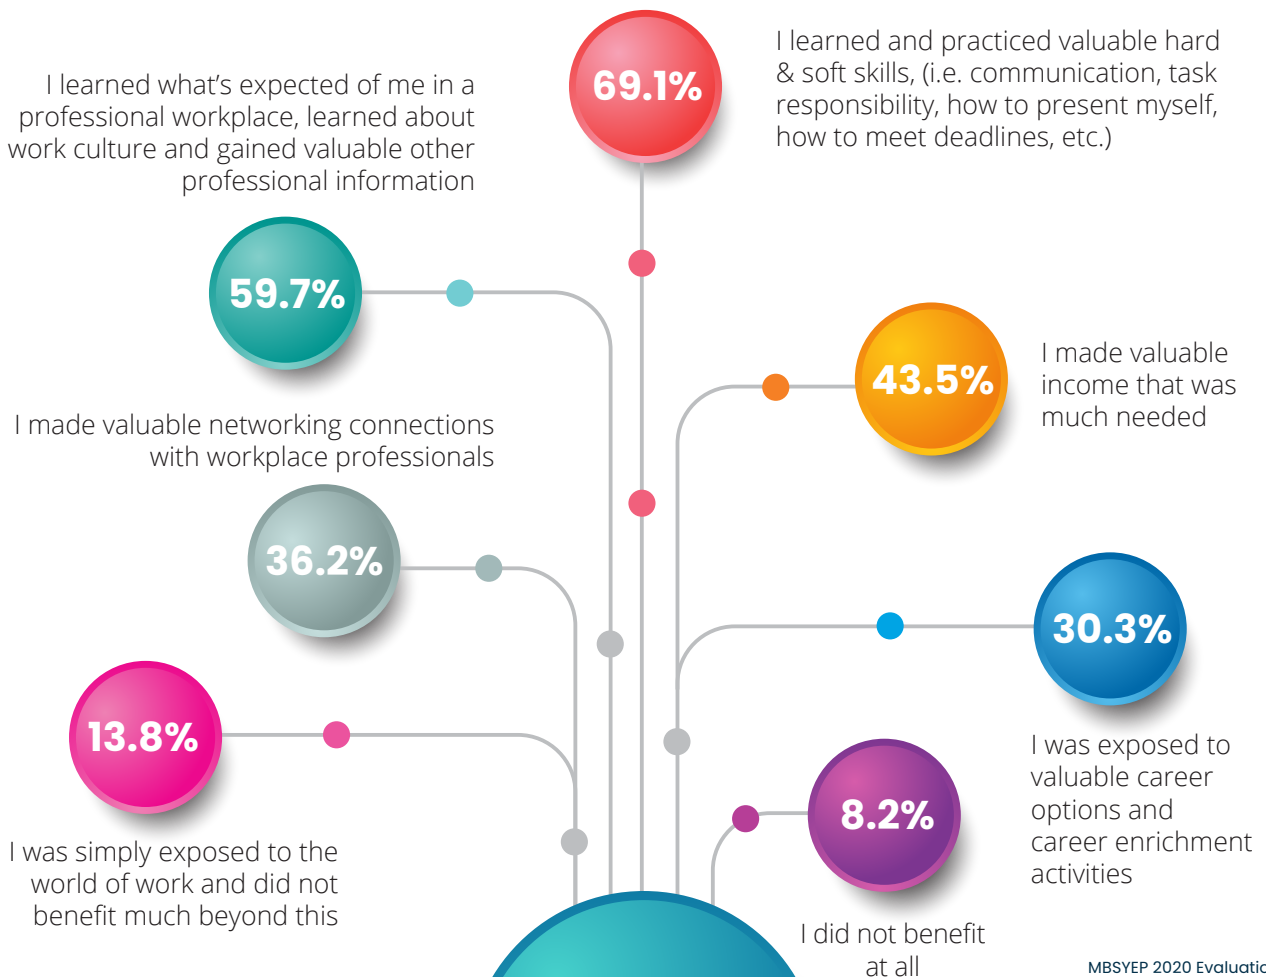 69.1%
I learned and practiced valuable hard
& soft skills, (i.e. communication, task
responsibility, how to present myself,
how to meet deadlines, etc.)
I learned what’s expected of me in a
professional workplace, learned about
work culture and gained valuable other
professional information
59.7%
43.5%
I made valuable
income that was
much needed
I made valuable networking connections
with workplace professionals
36.2%
30.3%
I was exposed to
valuable career
options and
career enrichment
activities
13.8%
I was simply exposed to the
world of work and did not
benefit much beyond this
8.2%
I did not benefit
at all
MBSYEP 2020